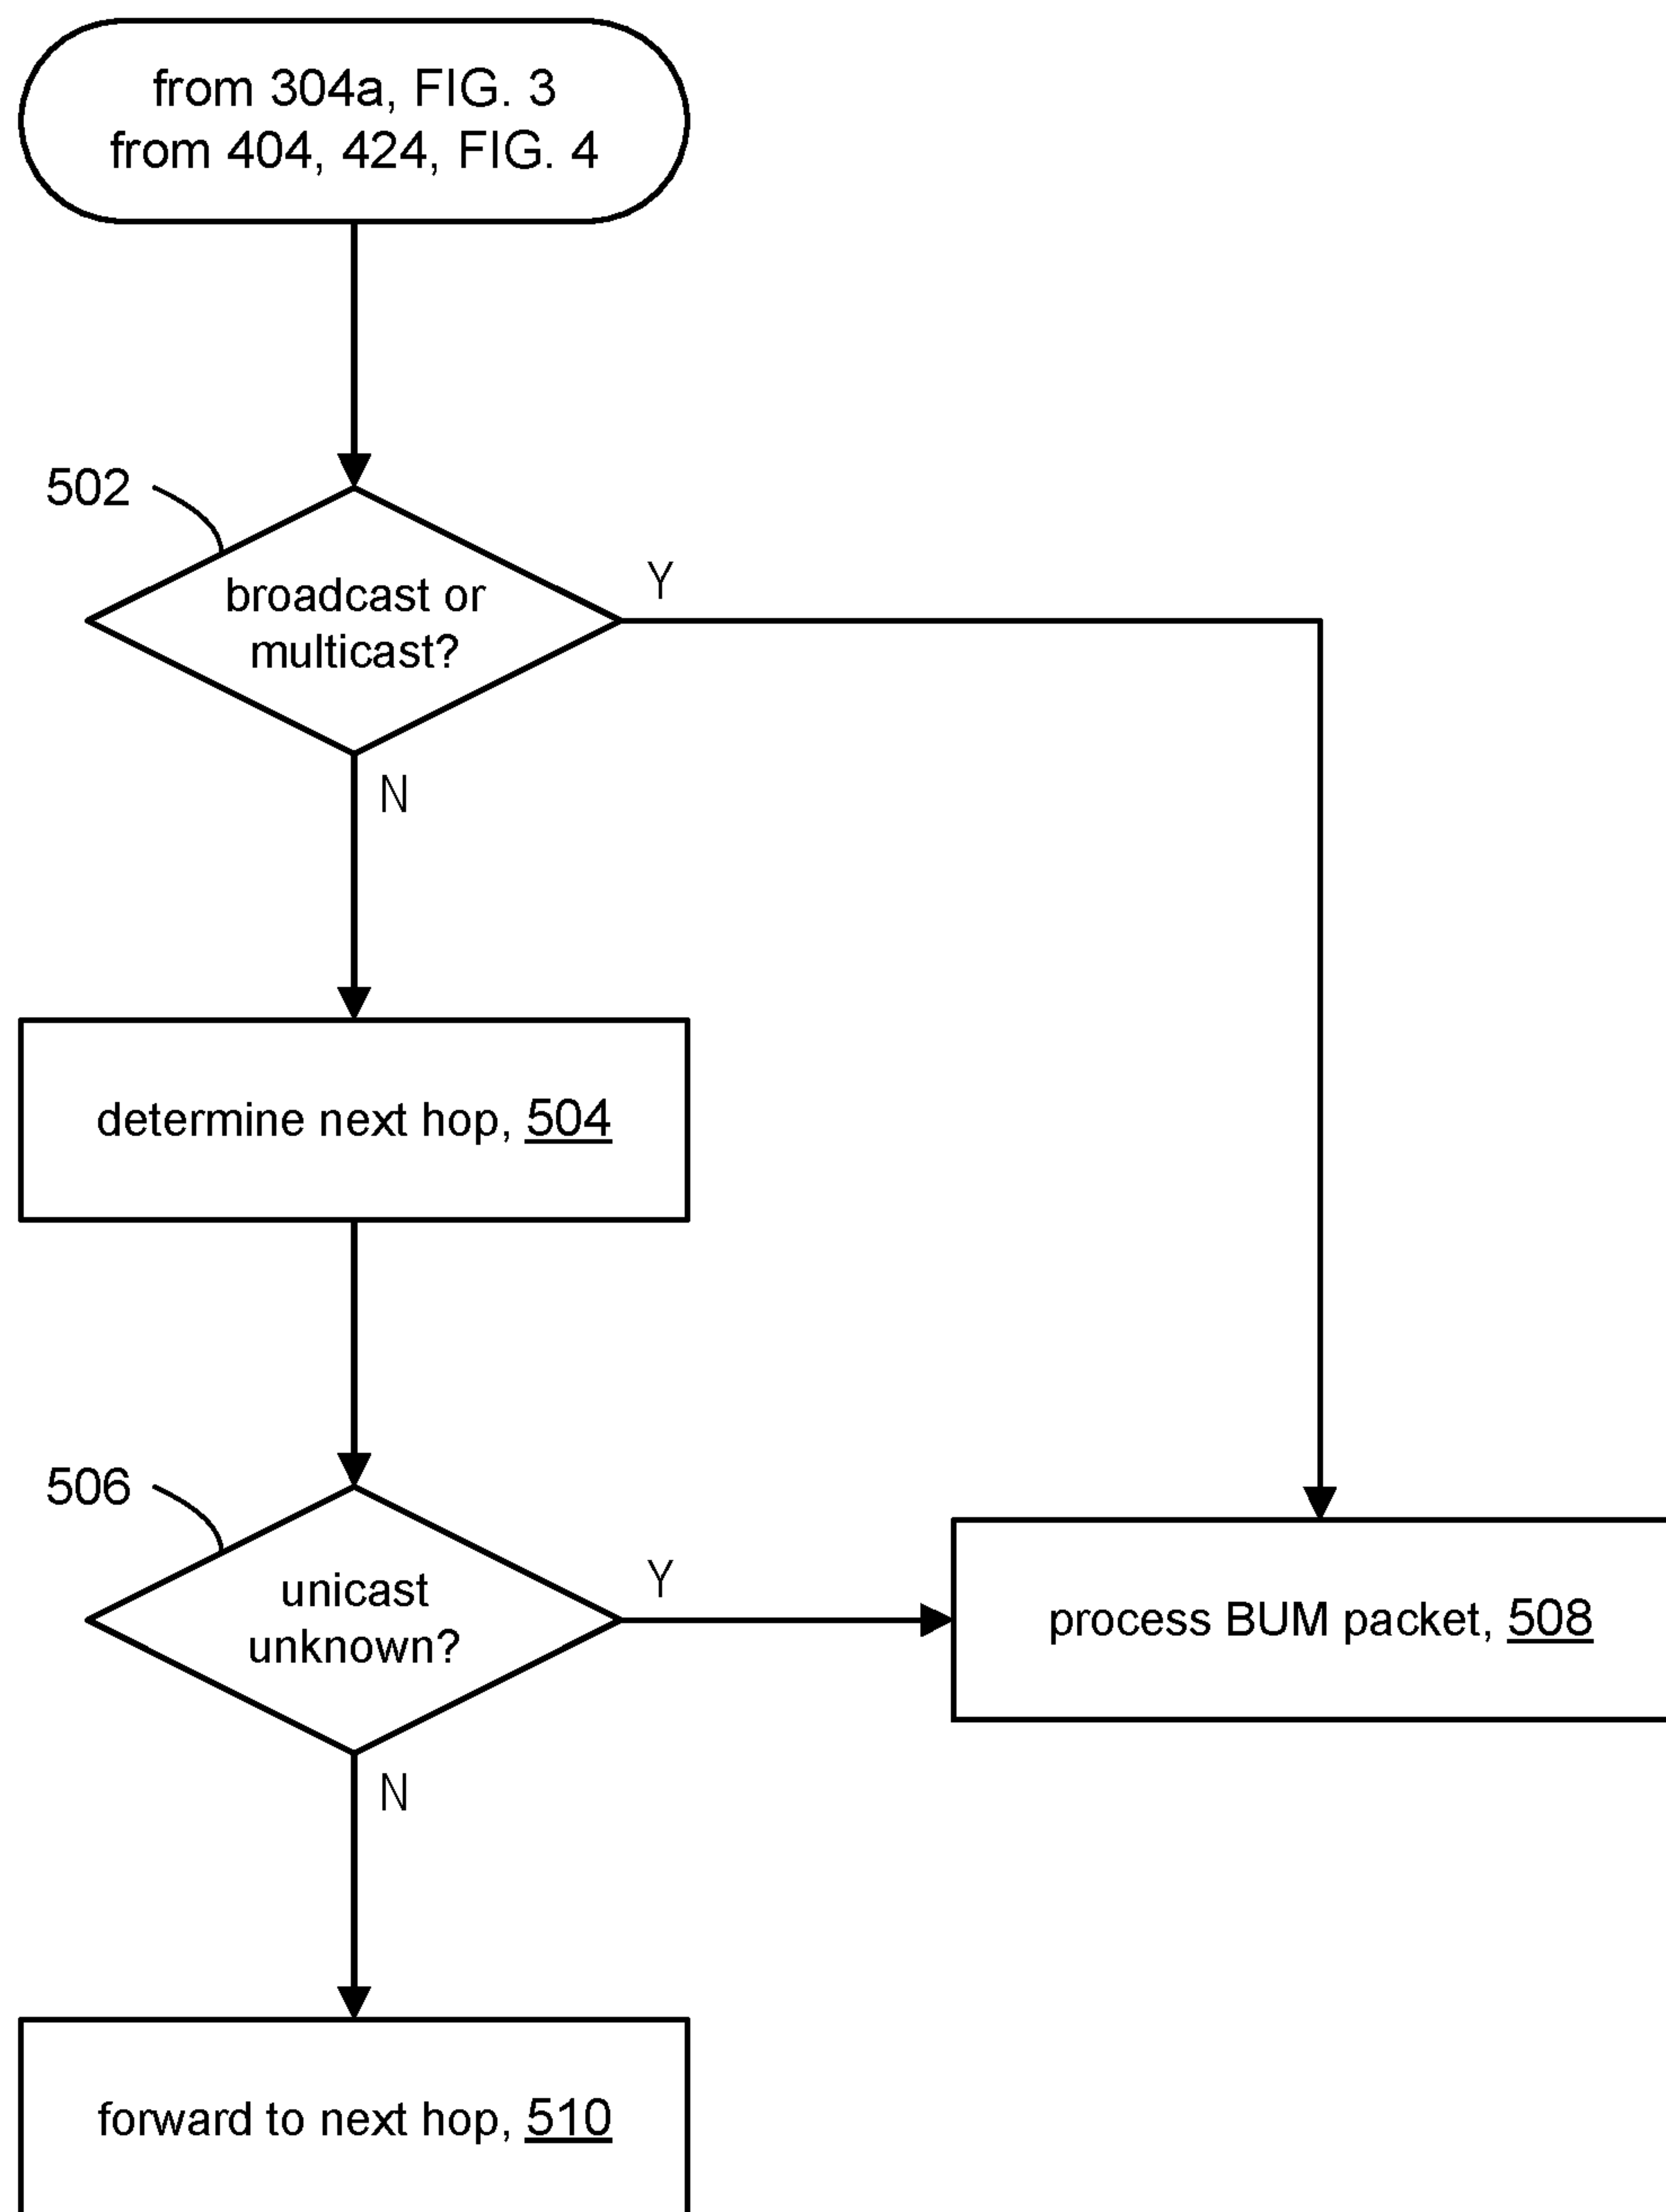 from 304a, FIG. 3
from 404, 424, FIG. 4
502
broadcast or
multicast?
Y
N
determine next hop, 504
506
unicast
unknown?
Y
process BUM packet, 508
N
forward to next hop, 510